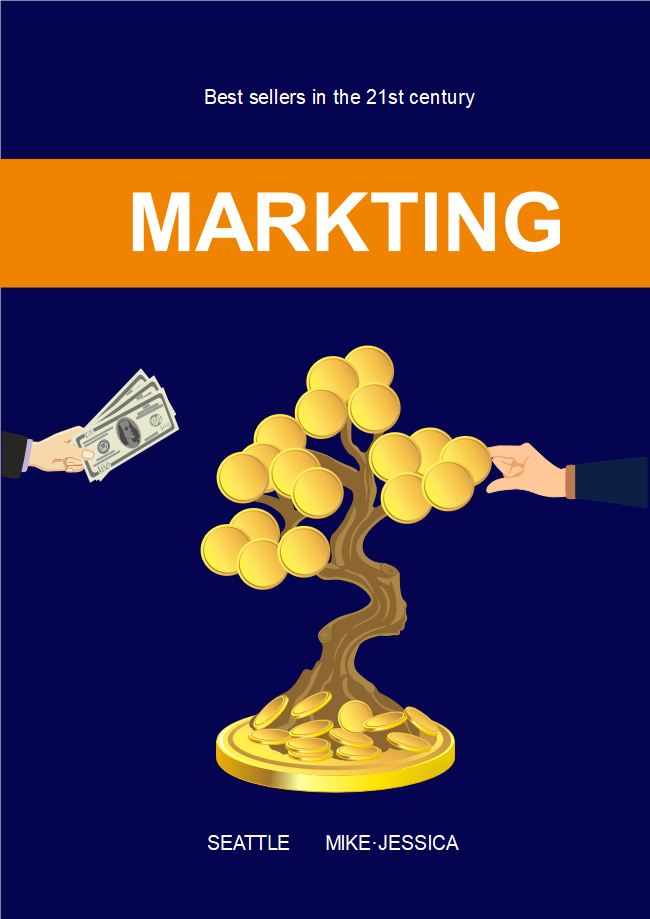 Best sellers in the 21st century
MARKTING
SEATTLE MIKE·JESSICA